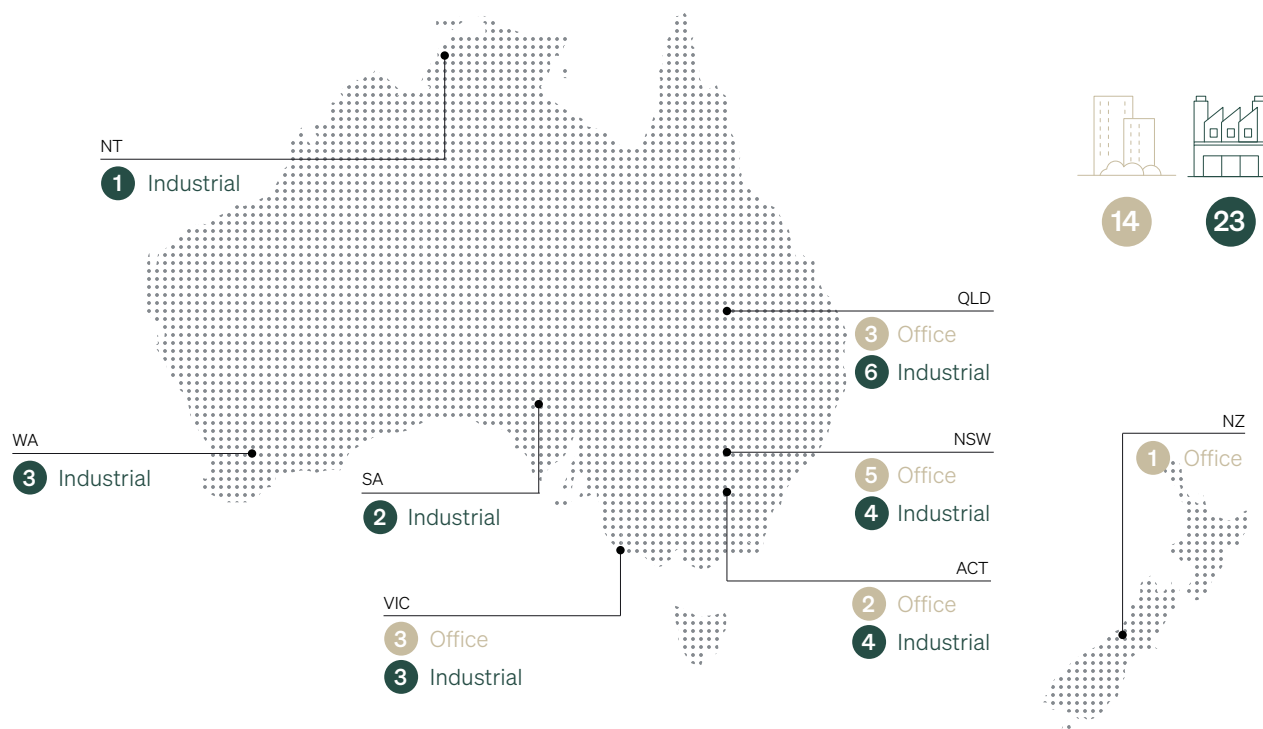 NT
1 Industrial
14 23
QLD
3 Office
6 Industrial
WA
3 Industrial
SA
2 Industrial
NSW
5 Office
4 Industrial
NZ
1 Office
ACT
2 Office
4 Industrial
VIC
3 Office
3 Industrial